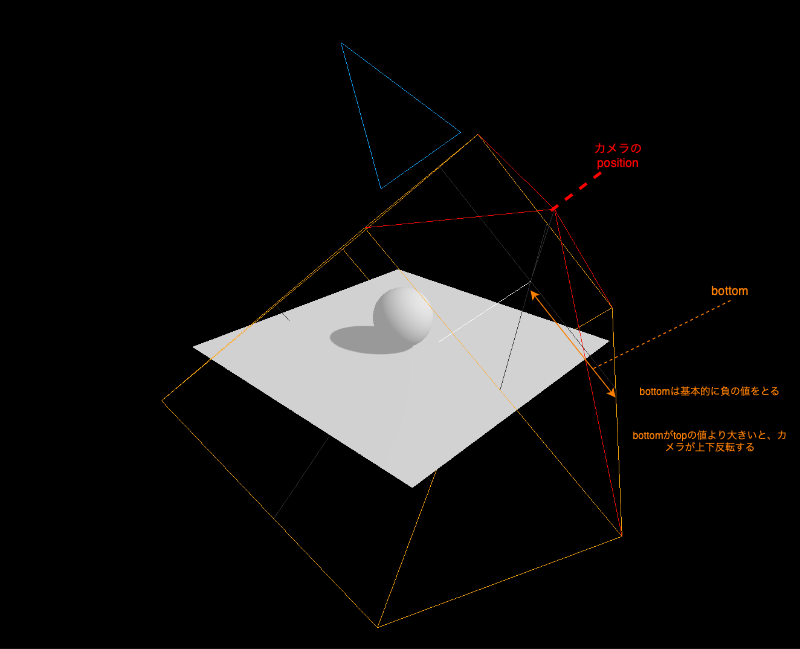 カメラの
position
bottom
bottomは基本的に負の値をとる
bottomがtopの値より大きいと、カ
メラが上下反転する